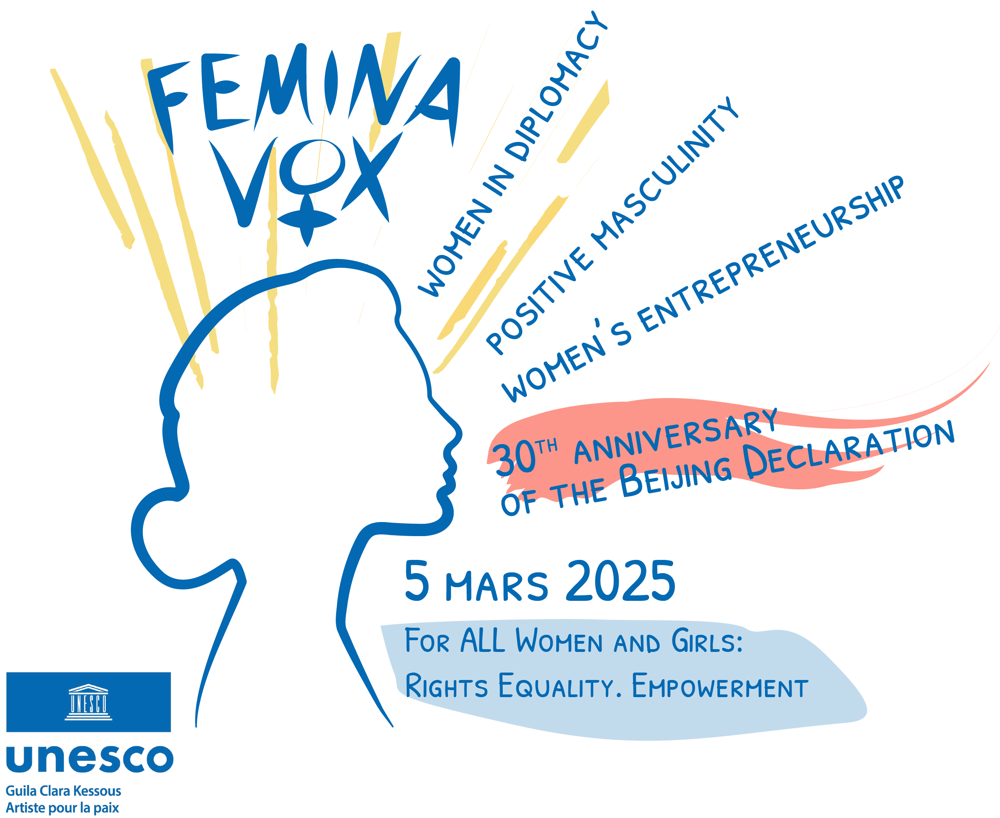 FEMINA
VOX
WOMEN IN DIPLOMACY
POSITIVE MASCULINITY
WOMEN'S ENTREPRENEURSHIP
30TH ANNIVERSARY
OF THE BEIJING DECLARATION
5 MARS 2025
FOR ALL WOMEN AND GIRLS:
RIGHTS EQUALITY. EMPOWERMENT
UNESCO
unesco
Guila Clara Kessous
Artiste pour la paix